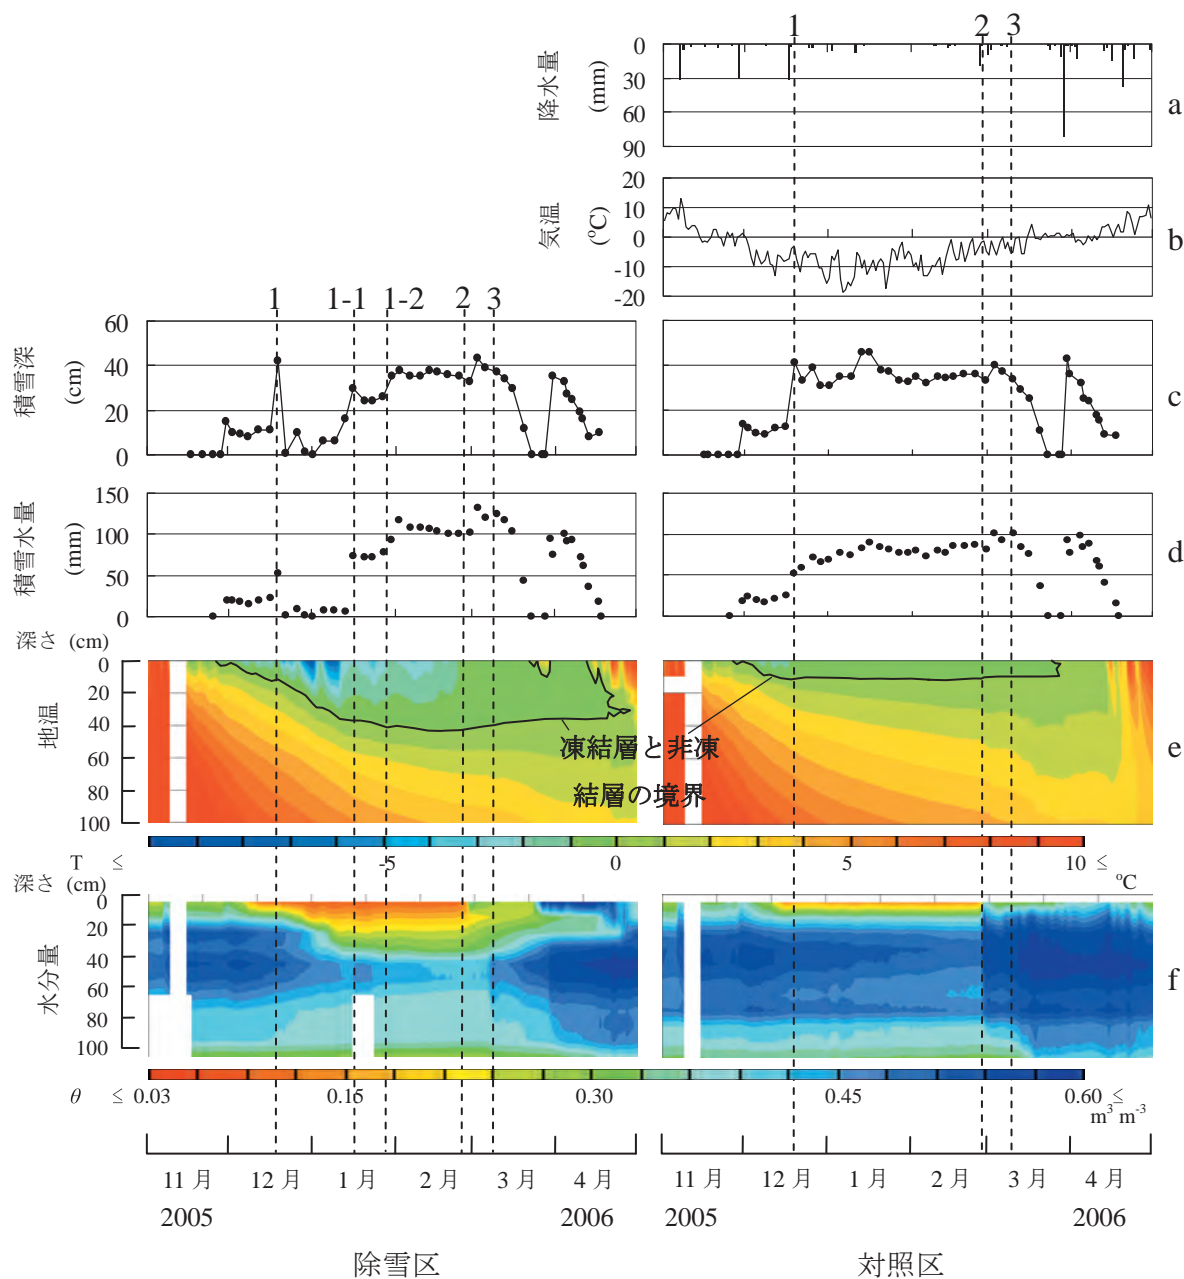 1 2 3
降水量 (mm) 0 30 60 90 a
気温 (°C) 20 10 0 -10 -20 b
1 1-1 1-2 2 3
積雪深 (cm) 60 40 20 0 c
積雪水量 (mm) 150 100 50 0 d
深さ (cm)
地温 0 20 40 60 80 100 e
凍結層と非凍
結層の境界
T ≤ -5 0 5 10 ≤
°C
深さ (cm)
水分量 0 20 40 60 80 100 f
θ ≤ 0.03 0.15 0.30 0.45 0.60 ≤
m³ m⁻³
11 月 12 月 1 月 2 月 3 月 4 月 11 月 12 月 1 月 2 月 3 月 4 月
2005 2006 2005 2006
除雪区 対照区